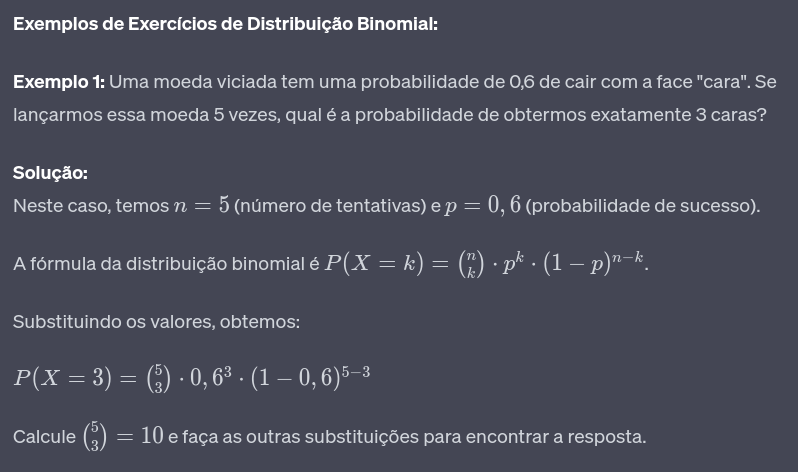 Exemplos de Exercícios de Distribuição Binomial:
Exemplo 1: Uma moeda viciada tem uma probabilidade de 0,6 de cair com a face "cara". Se
lançarmos essa moeda 5 vezes, qual é a probabilidade de obtermos exatamente 3 caras?
Solução:
Neste caso, temos n = 5 (número de tentativas) e p = 0, 6 (probabilidade de sucesso).
A fórmula da distribuição binomial é P(X = k) = \binom{n}{k} · p^k · (1 − p)^{n−k}.
Substituindo os valores, obtemos:
P(X = 3) = \binom{5}{3} · 0, 6^3 · (1 − 0, 6)^{5−3}
Calcule \binom{5}{3} = 10 e faça as outras substituições para encontrar a resposta.